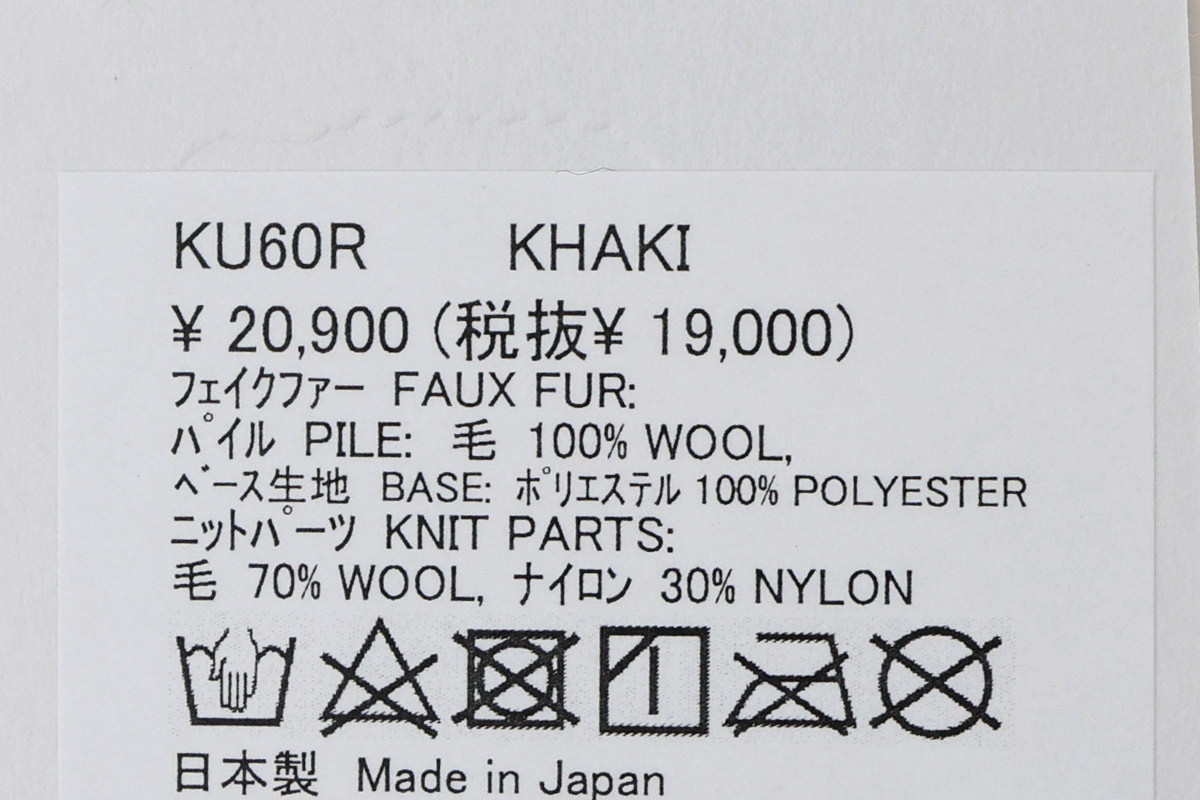 KU60R KHAKI
¥ 20,900 (税抜¥ 19,000)
フェイクファー FAUX FUR:
パイル PILE: 毛 100% WOOL,
ベース生地 BASE: ポリエステル 100% POLYESTER
ニットパーツ KNIT PARTS:
毛 70% WOOL, ナイロン 30% NYLON
日本製 Made in Japan